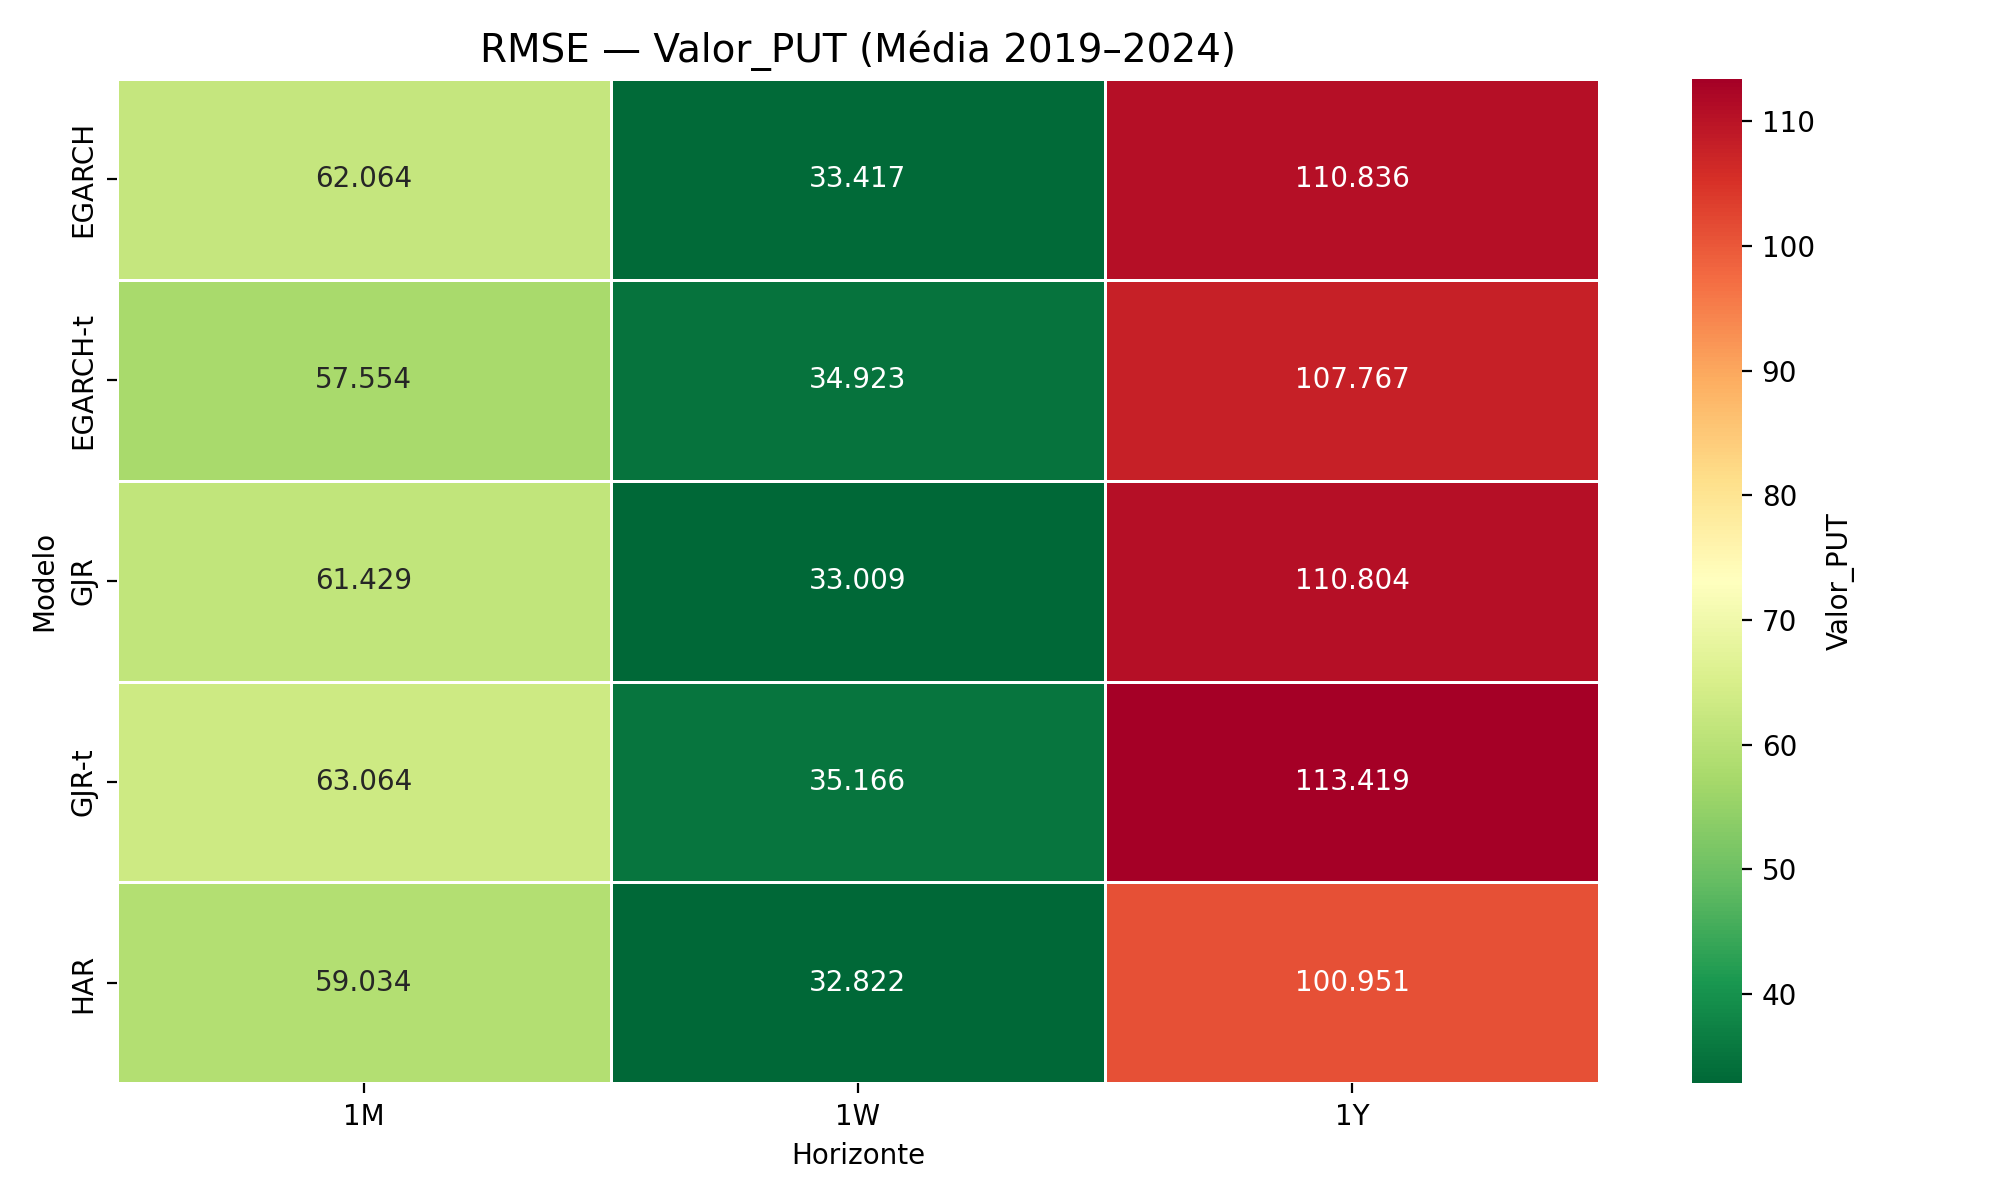 RMSE — Valor_PUT (Média 2019–2024)
Modelo
EGARCH
62.064 33.417 110.836
EGARCH-t
57.554 34.923 107.767
GJR
61.429 33.009 110.804
GJR-t
63.064 35.166 113.419
HAR
59.034 32.822 100.951
1M 1W 1Y
Horizonte
110
100
90
80
70
60
50
40
Valor_PUT